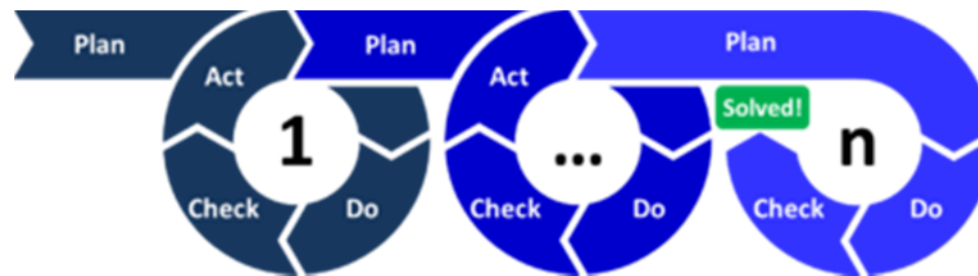 Plan
Act
1
Check
Do
Plan
Act
...
Check
Do
Plan
Solved!
n
Check
Do